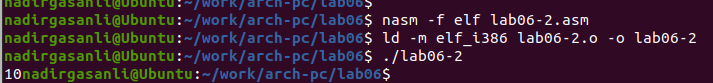 nadirgasanli@Ubuntu:~/work/arch-pc/lab06$ nasm -f elf lab06-2.asm
nadirgasanli@Ubuntu:~/work/arch-pc/lab06$ ld -m elf_i386 lab06-2.o -o lab06-2
nadirgasanli@Ubuntu:~/work/arch-pc/lab06$ ./lab06-2
10nadirgasanli@Ubuntu:~/work/arch-pc/lab06$